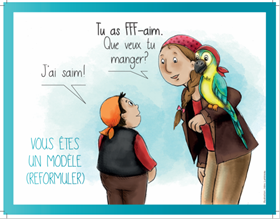 Tu as FFF-aim.
Que veux tu
manger?
J'ai saim!
VOUS ÊTES
UN MODÈLE
(REFORMULER)